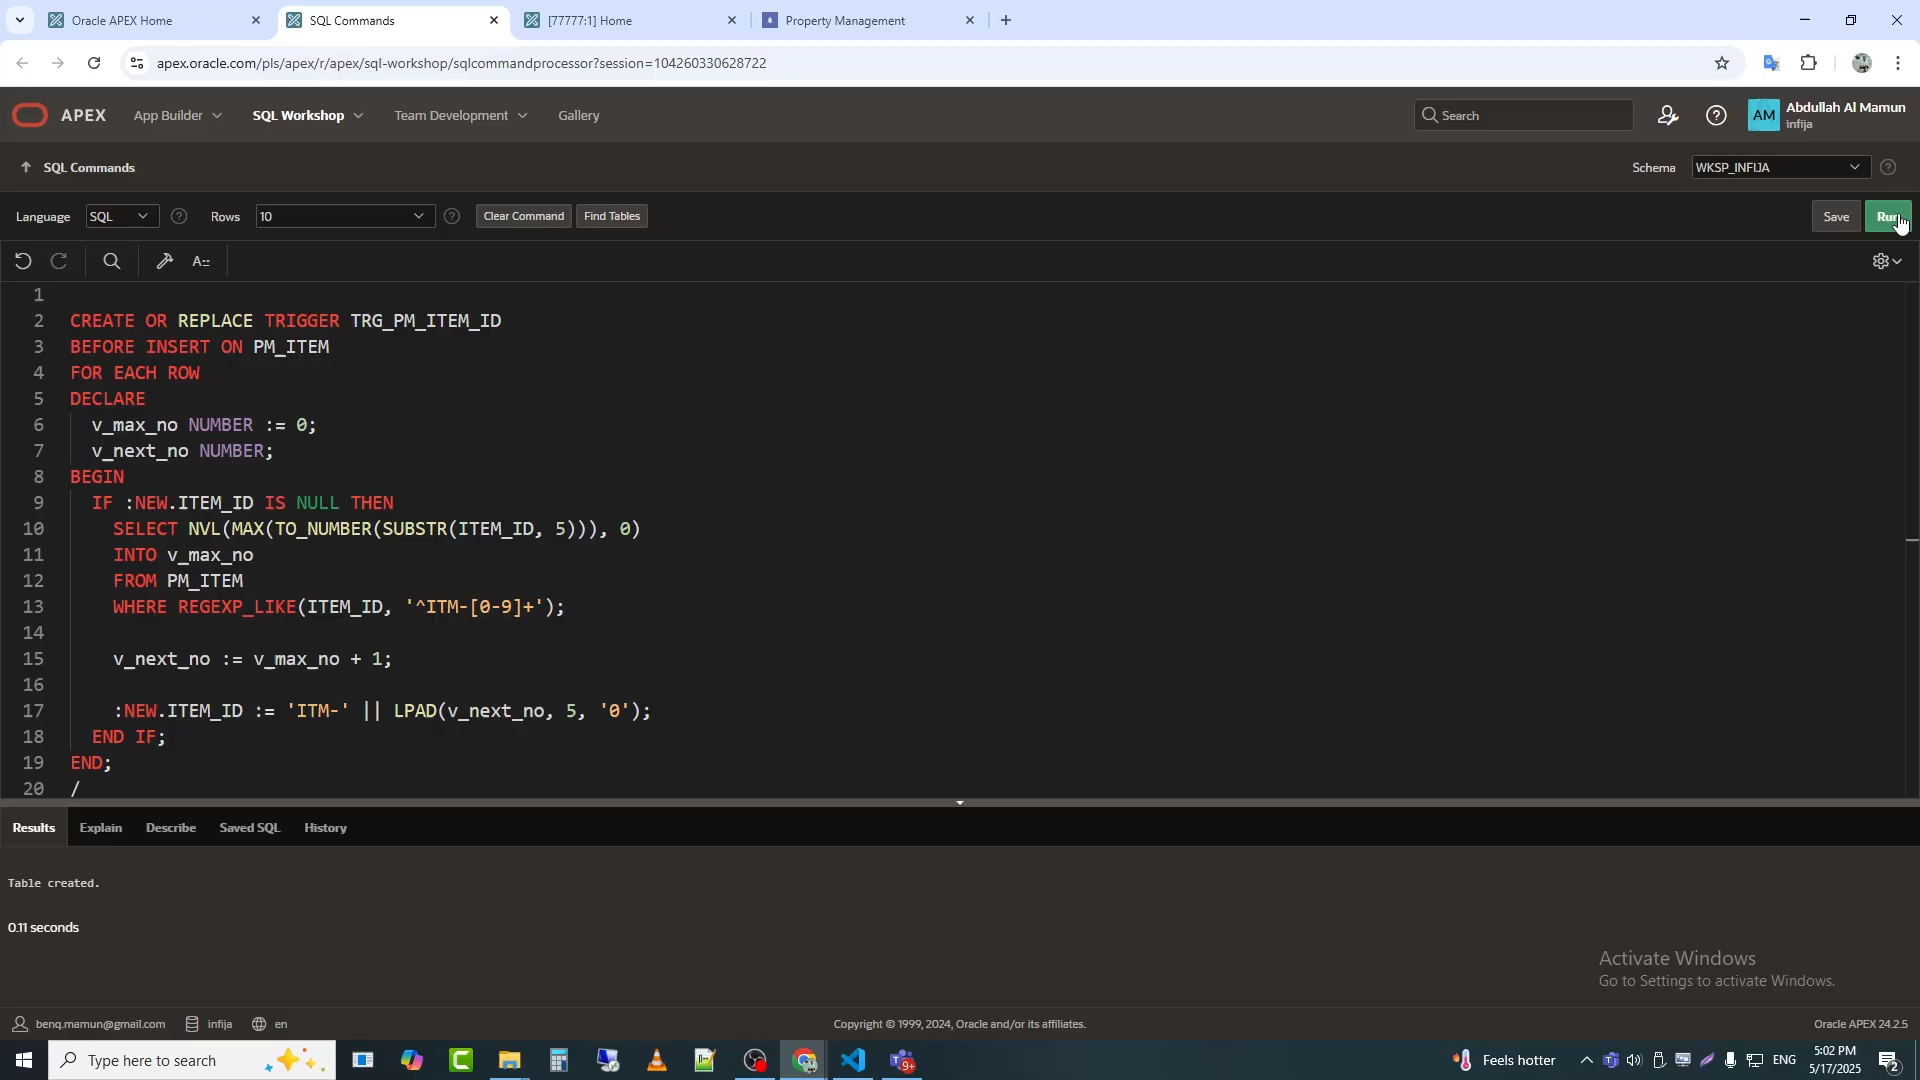 Oracle APEX Home
SQL Commands
[77777:1] Home
Property Management
apex.oracle.com/pls/apex/r/apex/sql-workshop/sqlcommandprocessor?session=104260330628722
APEX
App Builder
SQL Workshop
Team Development
Gallery
Search
AM
Abdullah Al Mamun
infija
SQL Commands
Schema
WKSP_INFIJA
Language
SQL
Rows
10
Clear Command
Find Tables
Save
Run
1
2 CREATE OR REPLACE TRIGGER TRG_PM_ITEM_ID
3 BEFORE INSERT ON PM_ITEM
4 FOR EACH ROW
5 DECLARE
6 v_max_no NUMBER := 0;
7 v_next_no NUMBER;
8 BEGIN
9 IF :NEW.ITEM_ID IS NULL THEN
10 SELECT NVL(MAX(TO_NUMBER(SUBSTR(ITEM_ID, 5))), 0)
11 INTO v_max_no
12 FROM PM_ITEM
13 WHERE REGEXP_LIKE(ITEM_ID, '^ITM-[0-9]+');
14
15 v_next_no := v_max_no + 1;
16
17 :NEW.ITEM_ID := 'ITM-' || LPAD(v_next_no, 5, '0');
18 END IF;
19 END;
20 /
Results
Explain
Describe
Saved SQL
History
Table created.
0.11 seconds
Activate Windows
Go to Settings to activate Windows.
benq.mamun@gmail.com
infija
en
Copyright © 1999, 2024, Oracle and/or its affiliates.
Oracle APEX 24.2.5
Type here to search
9+
Feels hotter
ENG
5:02 PM
5/17/2025
2